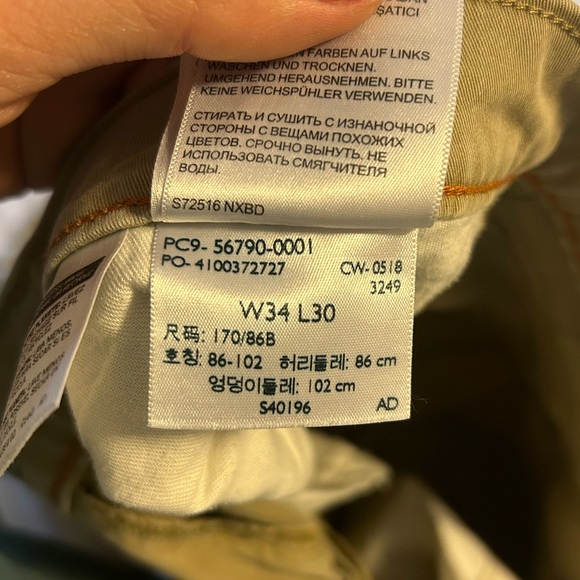 ŞATICI
FARBEN AUF LINKS
WASCHEN UND TROCKNEN.
UMGEHEND HERAUSNEHMEN. BITTE
KEINE WEICHSPÜHLER VERWENDEN.
СТИРАТЬ И СУШИТЬ С ИЗНАНОЧНОЙ
СТОРОНЫ С ВЕЩАМИ ПОХОЖИХ
ЦВЕТОВ. СРОЧНО ВЫНУТЬ. НЕ
ИСПОЛЬЗОВАТЬ СМЯГЧИТЕЛЯ
ВОДЫ.
S72516 NXBD
PC9- 56790-0001
PO- 4100372727
CW- 0518
3249
W34 L30
尺码: 170/86B
호칭: 86-102 허리둘레: 86 cm
엉덩이둘레: 102 cm
S40196 AD